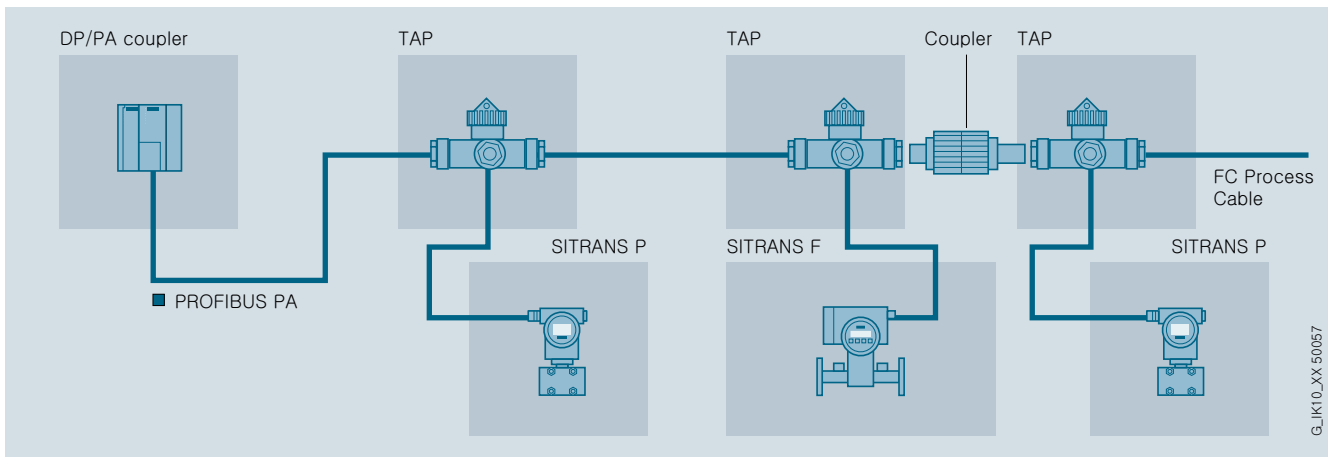 DP/PA coupler
TAP
TAP
Coupler
TAP
FC Process
Cable
SITRANS P
SITRANS F
SITRANS P
PROFIBUS PA
G_IK10_XX 50057